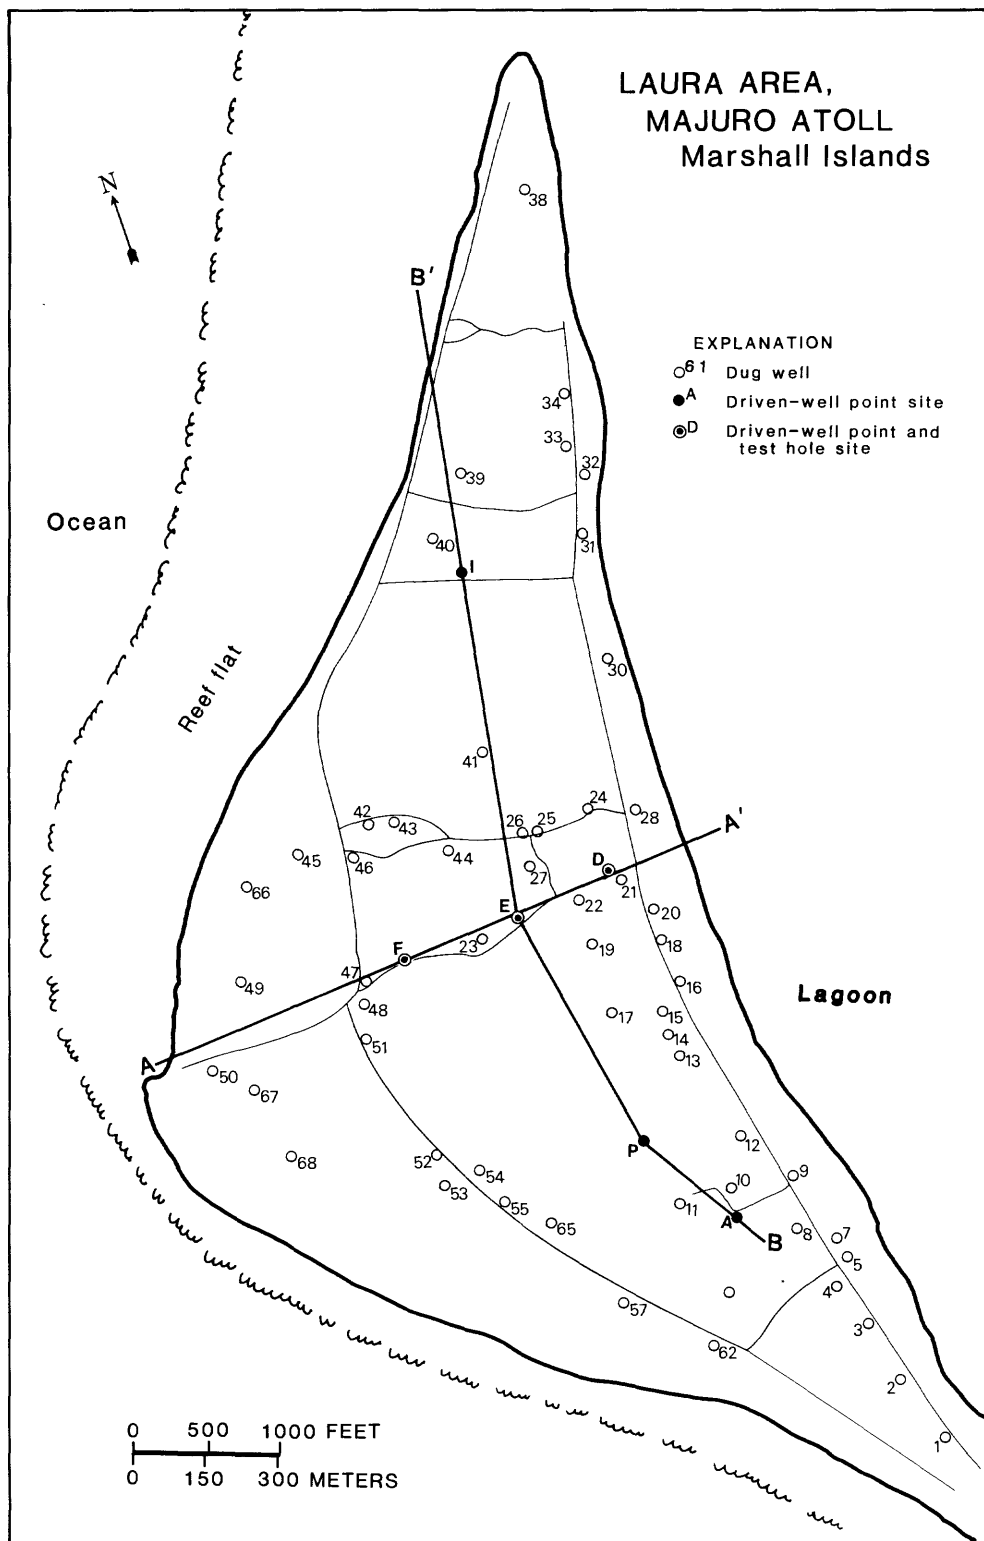 LAURA AREA,
MAJURO ATOLL
Marshall Islands
N
38
B'
EXPLANATION
61 Dug well
A Driven-well point site
D Driven-well point and
test hole site
34
33
32
39
Ocean
40
31
I
30
Reef flat
41
24
42
43
26
25
28
A'
45
46
44
27
D
66
21
22
E
20
23
19
18
F
47
49
16
Lagoon
48
17
15
14
51
13
A
50
67
12
P
52
54
68
10
9
53
11
55
A
65
8
7
B
5
4
57
3
62
2
0 500 1000 FEET
1
0 150 300 METERS